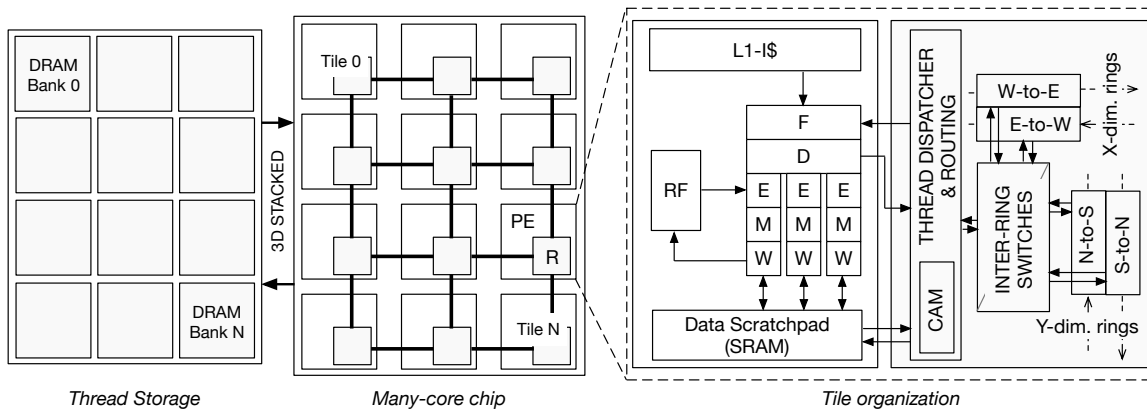 DRAM
Bank 0
DRAM
Bank N
Thread Storage
3D STACKED
Tile 0
PE
R
Tile N
Many-core chip
L1-I$
F
D
E E E
M M M
W W W
RF
Data Scratchpad
(SRAM)
THREAD DISPATCHER
& ROUTING
CAM
W-to-E
E-to-W
X-dim. rings
INTER-RING
SWITCHES
N-to-S
S-to-N
Y-dim. rings
Tile organization